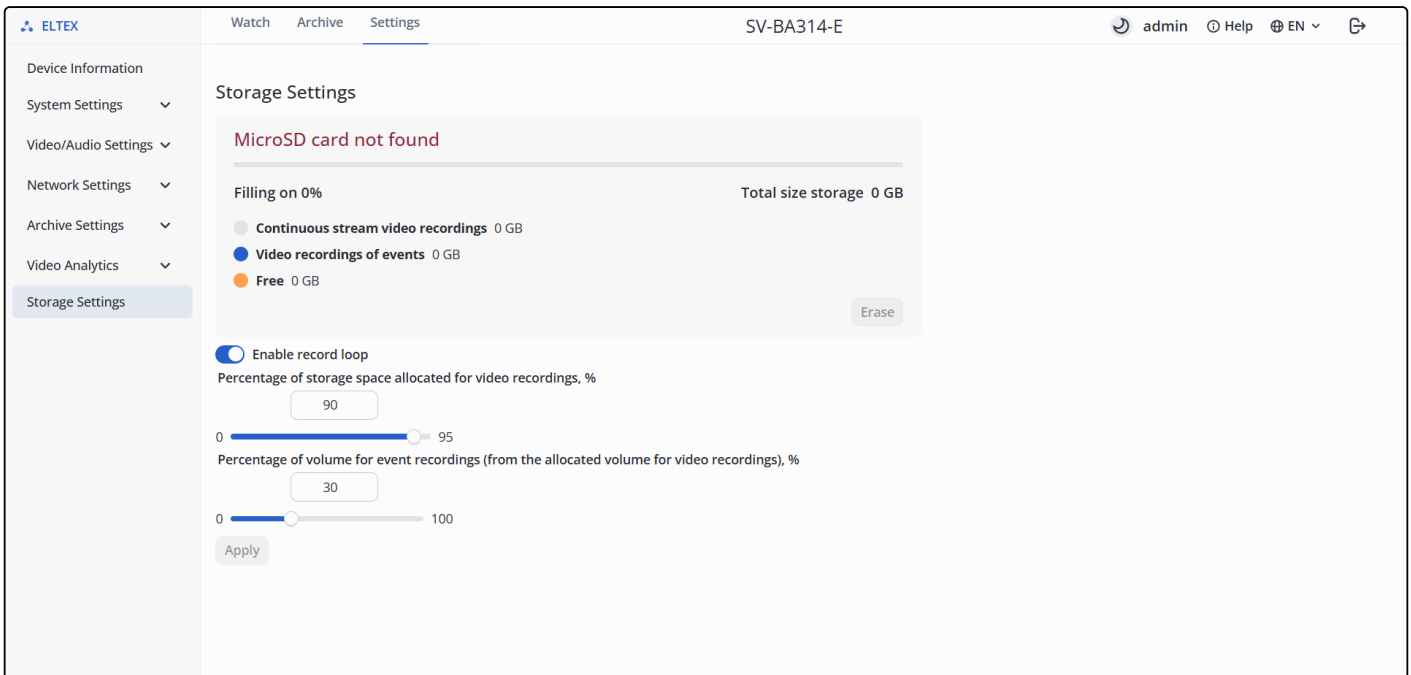 ELTEX
Watch Archive Settings
SV-BA314-E
admin Help EN
Device Information
System Settings
Video/Audio Settings
Network Settings
Archive Settings
Video Analytics
Storage Settings
Storage Settings
MicroSD card not found
Filling on 0% Total size storage 0 GB
Continuous stream video recordings 0 GB
Video recordings of events 0 GB
Free 0 GB
Erase
Enable record loop
Percentage of storage space allocated for video recordings, %
90
0 95
Percentage of volume for event recordings (from the allocated volume for video recordings), %
30
0 100
Apply